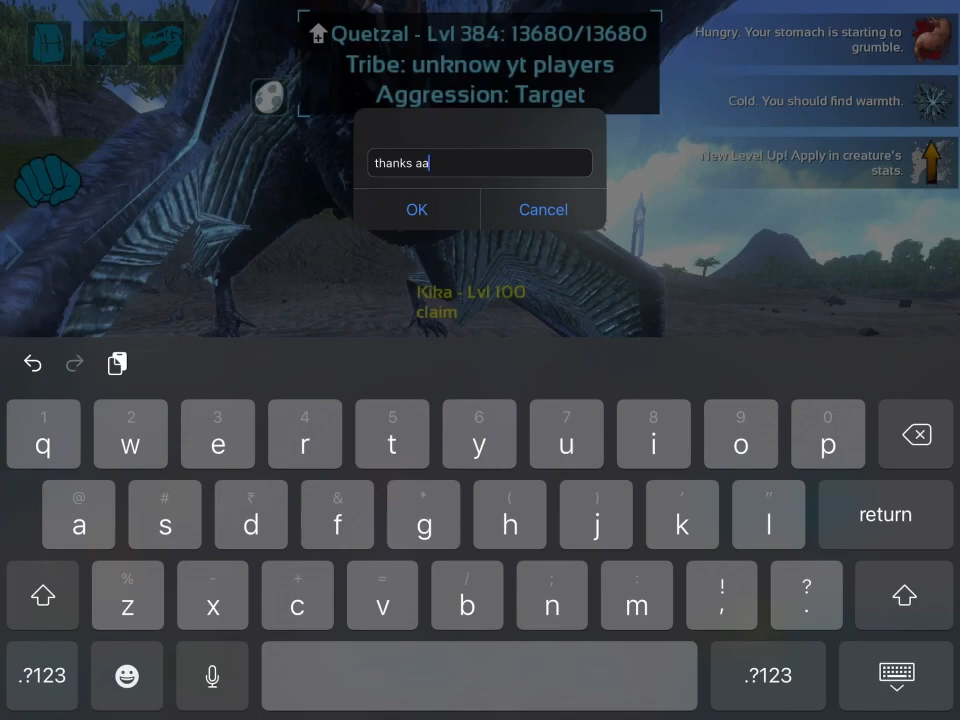 Quetzal - Lvl 384: 13680/13680
Tribe: unknow yt players
Aggression: Target
Hungry. Your stomach is starting to
grumble.
Cold. You should find warmth.
New Level Up! Apply in creature's
stats.
thanks aa
OK Cancel
Kika - Lvl 100
claim
1 2 3 4 5 6 7 8 9 0
q w e r t y u i o p
@ # ₹ & * ( ) ' "
a s d f g h j k l return
% - + = / ; : ! ?
z x c v b n m , .
.?123 .?123